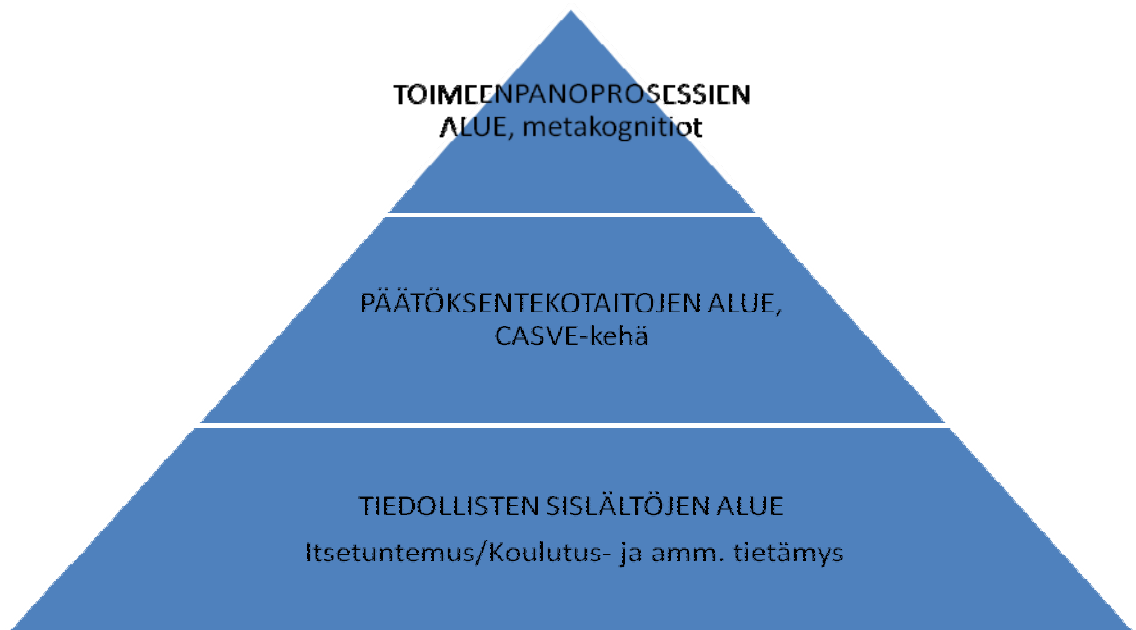 TOIMEENPANOPROSESSIEN
ALUE, metakognitiot
PÄÄTÖKSENTEKOTAITOJEN ALUE,
CASVE-kehä
TIEDOLLISTEN SISLÄLTÖJEN ALUE
Itsetuntemus/Koulutus- ja amm. tietämys